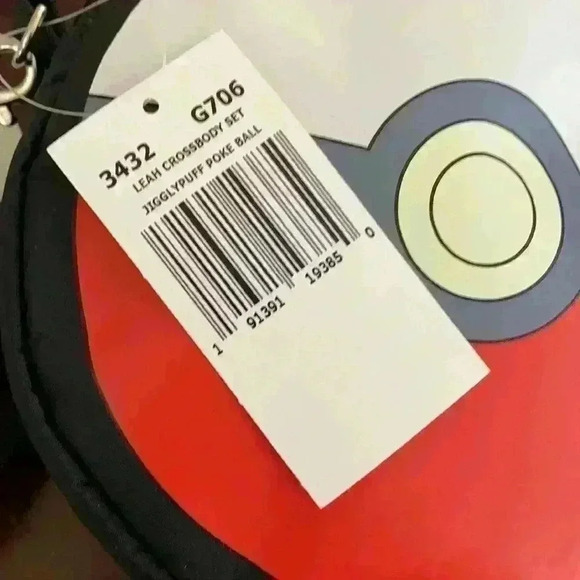 3432 G706
LEAH CROSSBODY SET
JIGGLYPUFF POKE BALL
1 91391 19385 0